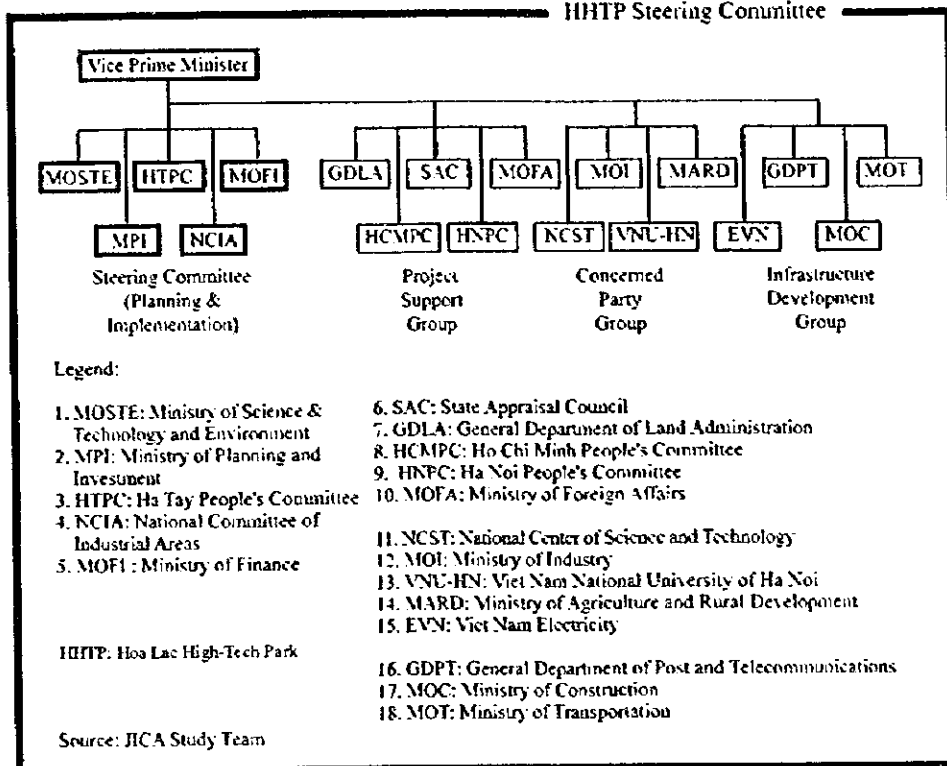 HHTP Steering Committee
Vice Prime Minister
MOSTE HTPC MOFI GDLA SAC MOFA MOI MARD GDPT MOT
MPI NCIA HCMPC HNPC NCST VNU-HN EVN MOC
Steering Committee
(Planning &
Implementation)
Project
Support
Group
Concerned
Party
Group
Infrastructure
Development
Group
Legend:
1. MOSTE: Ministry of Science &
Technology and Environment
2. MPI: Ministry of Planning and
Investment
3. HTPC: Ha Tay People's Committee
4. NCIA: National Committee of
Industrial Areas
5. MOFI : Ministry of Finance
HHTP: Hoa Lac High-Tech Park
Source: JICA Study Team
6. SAC: State Appraisal Council
7. GDLA: General Department of Land Administration
8. HCMPC: Ho Chi Minh People's Committee
9. HNPC: Ha Noi People's Committee
10. MOFA: Ministry of Foreign Affairs
11. NCST: National Center of Science and Technology
12. MOI: Ministry of Industry
13. VNU-HN: Viet Nam National University of Ha Noi
14. MARD: Ministry of Agriculture and Rural Development
15. EVN: Viet Nam Electricity
16. GDPT: General Department of Post and Telecommunications
17. MOC: Ministry of Construction
18. MOT: Ministry of Transportation